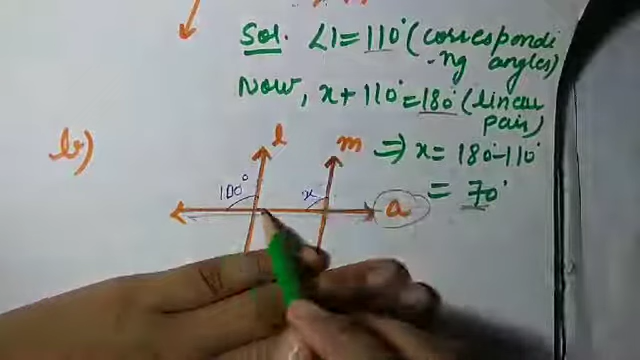 Sol. ∠1 = 110° (correspondi
-ng angles)
Now, x + 110° = 180° (linear
pair)
⇒ x = 180° - 110°
= 70°
b)
l
m
100°
x
a